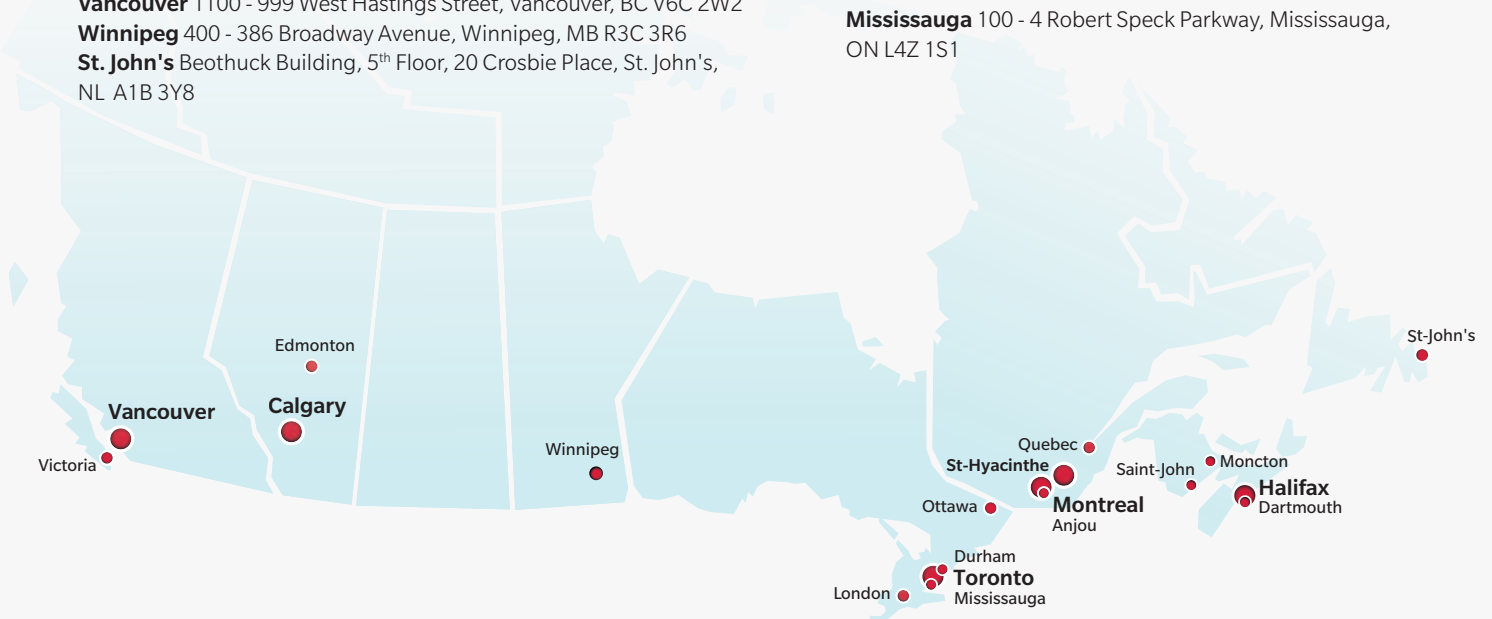 Vancouver 1100 - 999 West Hastings Street, Vancouver, BC V6C 2W2
Winnipeg 400 - 386 Broadway Avenue, Winnipeg, MB R3C 3R6
St. John's Beothuck Building, 5th Floor, 20 Crosbie Place, St. John's,
NL A1B 3Y8
Mississauga 100 - 4 Robert Speck Parkway, Mississauga,
ON L4Z 1S1
St-John's
Edmonton
Calgary
Vancouver
Victoria
Winnipeg
Quebec
St-Hyacinthe
Saint-John
Moncton
Halifax
Dartmouth
Ottawa
Montreal
Anjou
Durham
Toronto
Mississauga
London